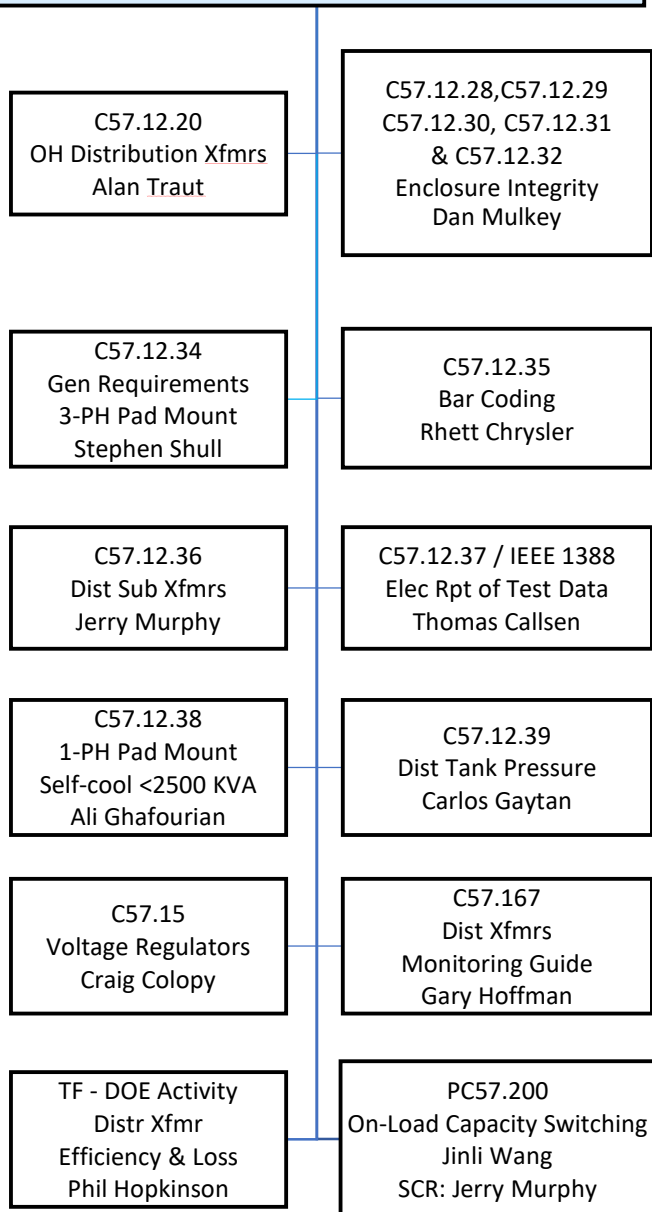 C57.12.20
OH Distribution Xfmrs
Alan Traut
C57.12.28,C57.12.29
C57.12.30, C57.12.31
& C57.12.32
Enclosure Integrity
Dan Mulkey
C57.12.34
Gen Requirements
3-PH Pad Mount
Stephen Shull
C57.12.35
Bar Coding
Rhett Chrysler
C57.12.36
Dist Sub Xfmrs
Jerry Murphy
C57.12.37 / IEEE 1388
Elec Rpt of Test Data
Thomas Callsen
C57.12.38
1-PH Pad Mount
Self-cool <2500 KVA
Ali Ghafourian
C57.12.39
Dist Tank Pressure
Carlos Gaytan
C57.15
Voltage Regulators
Craig Colopy
C57.167
Dist Xfmrs
Monitoring Guide
Gary Hoffman
TF - DOE Activity
Distr Xfmr
Efficiency & Loss
Phil Hopkinson
PC57.200
On-Load Capacity Switching
Jinli Wang
SCR: Jerry Murphy